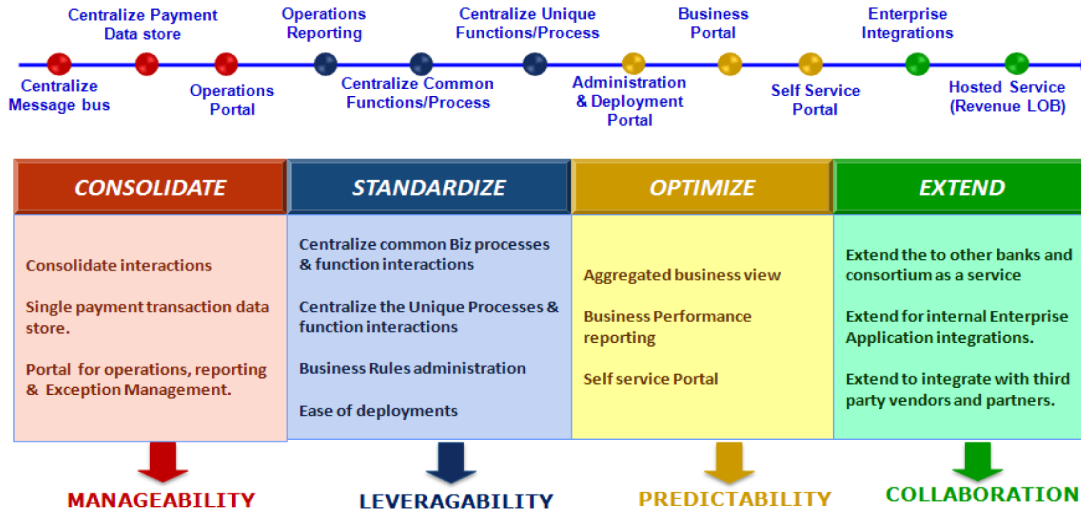 Centralize Payment
Data store
Operations
Reporting
Centralize Unique
Functions/Process
Business
Portal
Enterprise
Integrations
Centralize
Message bus
Operations
Portal
Centralize Common
Functions/Process
Administration
& Deployment
Portal
Self Service
Portal
Hosted Service
(Revenue LOB)
CONSOLIDATE
STANDARDIZE
OPTIMIZE
EXTEND
Consolidate interactions
Single payment transaction data
store.
Portal for operations, reporting
& Exception Management.
Centralize common Biz processes
& function interactions
Centralize the Unique Processes &
function interactions
Business Rules administration
Ease of deployments
Aggregated business view
Business Performance
reporting
Self service Portal
Extend the to other banks and
consortium as a service
Extend for internal Enterprise
Application integrations.
Extend to integrate with third
party vendors and partners.
MANAGEABILITY
LEVERAGABILITY
PREDICTABILITY
COLLABORATION